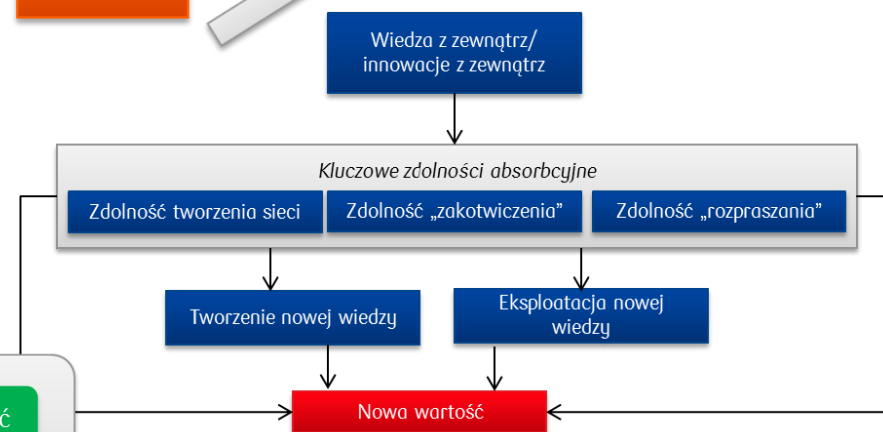 Wiedza z zewnątrz/
innowacje z zewnątrz
Kluczowe zdolności absorbcyjne
Zdolność tworzenia sieci
Zdolność „zakotwiczenia”
Zdolność „rozpraszania”
Tworzenie nowej wiedzy
Eksploatacja nowej
wiedzy
Nowa wartość